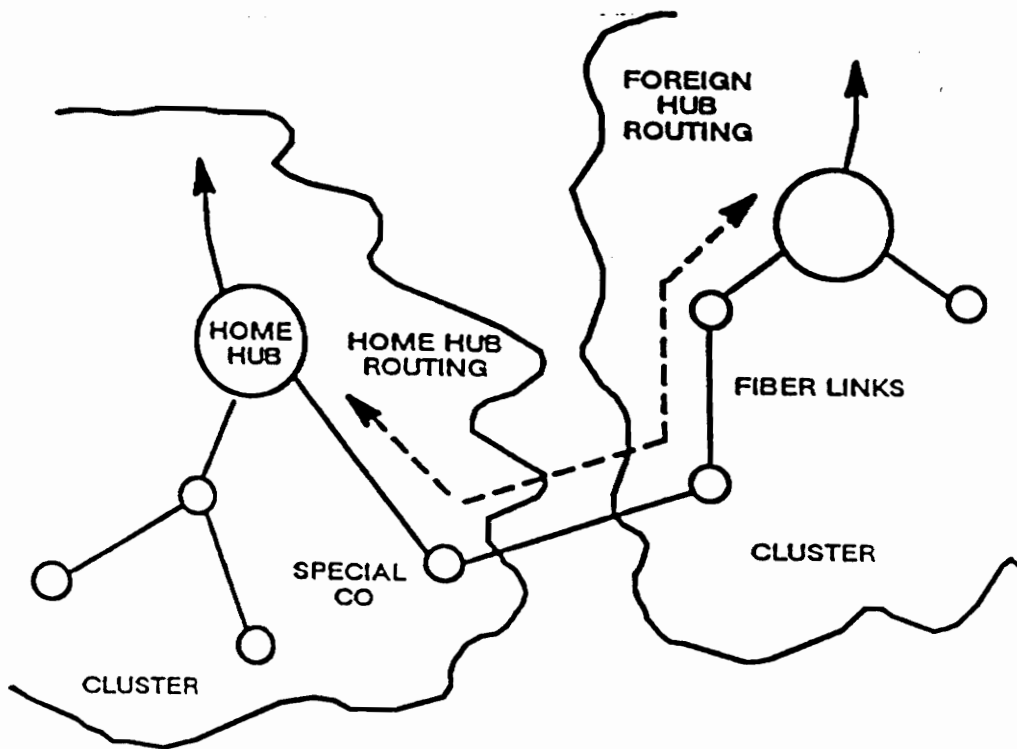 FOREIGN
HUB
ROUTING
HOME
HUB
HOME HUB
ROUTING
FIBER LINKS
SPECIAL
CO
CLUSTER
CLUSTER